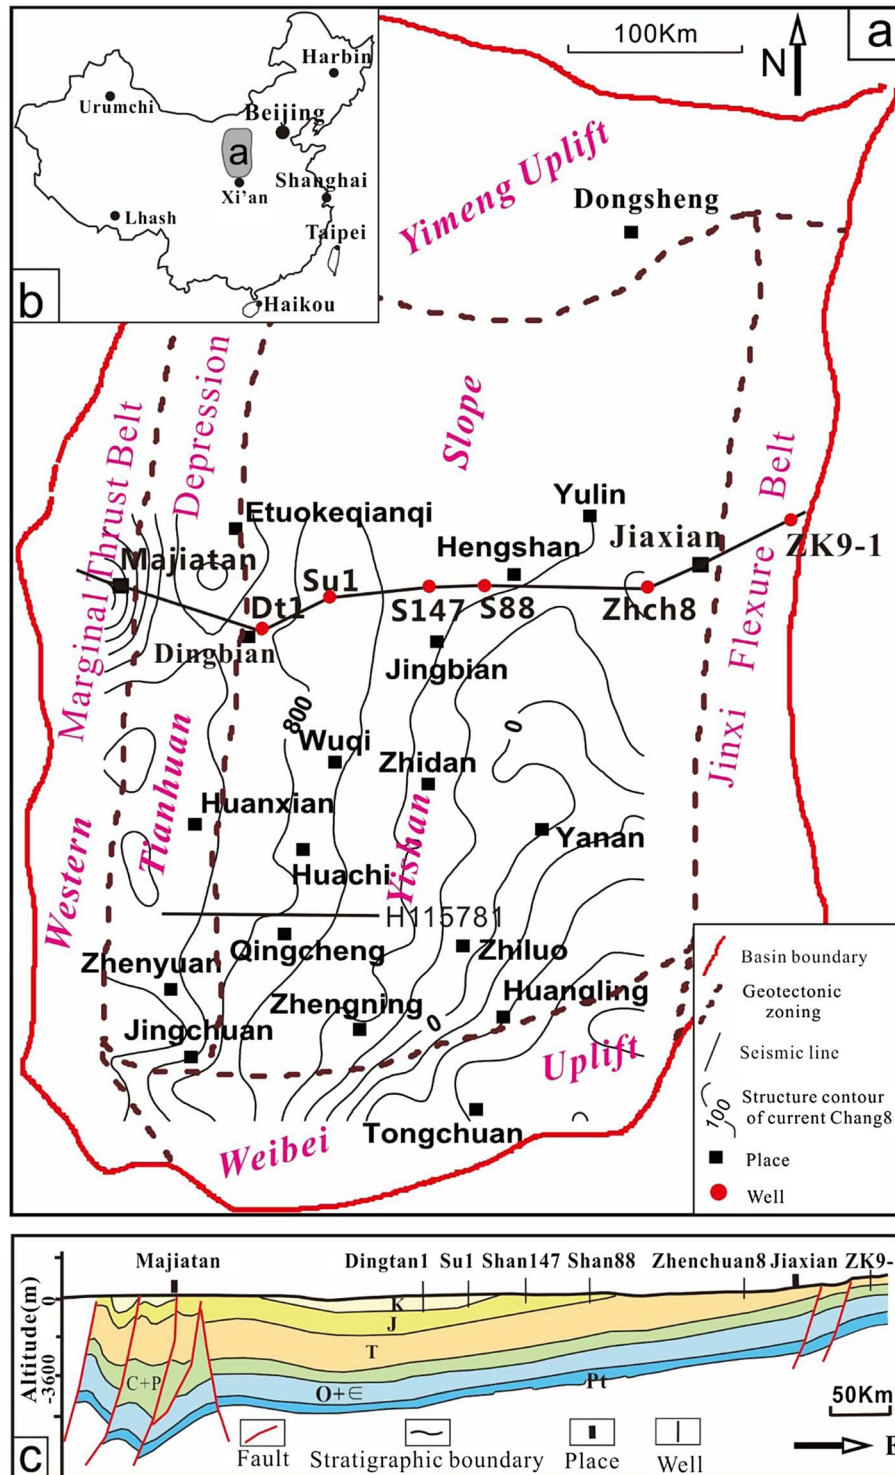 a
100Km
N
Harbin
Urumchi
Beijing
a
Shanghai
Xi'an
Lhash
Taipei
Haikou
b
Yimeng Uplift
Dongsheng
Slope
Depression
Marginal Thrust Belt
Western
Tianhuan
Yishan
Jinxi Flexure Belt
Etuokeqianqi
Yulin
Jiaxian
Hengshan
ZK9-1
Majiatan
Su1
Dt1
S147
S88
Zhch8
Dingbian
Jingbian
800
0
Wuqi
Zhidan
Huanxian
Yanan
Huachi
H115781
Qingcheng
Zhiluo
Zhenyuan
Zhengning
Huangling
0
Jingchuan
Uplift
Tongchuan
Weibei
Basin boundary
Geotectonic
zoning
Seismic line
100
Structure contour
of current Chang8
Place
Well
Majiatan
Dingtan1
Su1
Shan147
Shan88
Zhenchuan8
Jiaxian
ZK9-
Altitude(m)
0
-3600
K
J
T
C+P
O+∈
Pt
50Km
Fault
Stratigraphic boundary
Place
Well
E
c